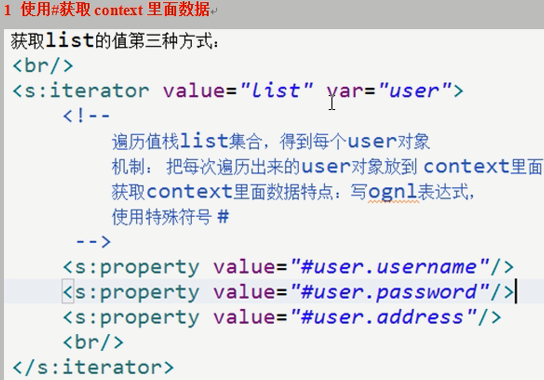 1 使用#获取 context 里面数据
获取list的值第三种方式：
<br/>
<s:iterator value="list" var="user">
<!--
遍历值栈list集合，得到每个user对象
机制： 把每次遍历出来的user对象放到 context里面
获取context里面数据特点：写ognl表达式，
使用特殊符号 #
-->
<s:property value="#user.username"/>
<s:property value="#user.password"/>
<s:property value="#user.address"/>
<br/>
</s:iterator>